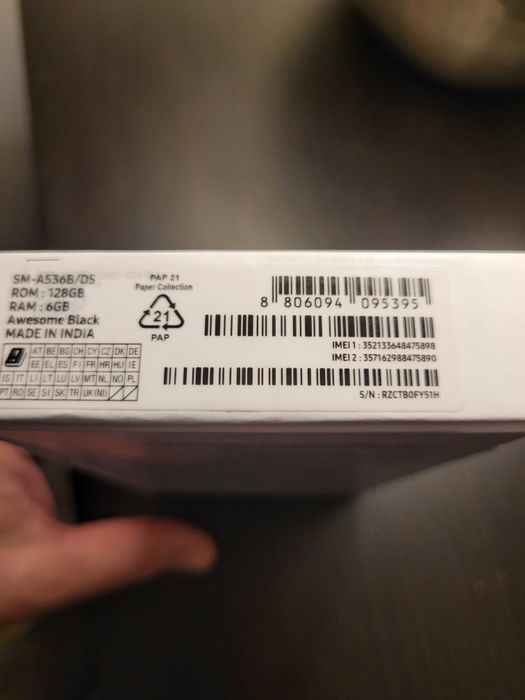 SM-A536B/DS
ROM : 128GB
RAM : 6GB
Awesome Black
MADE IN INDIA
AT BE BG CH CY CZ DK DE
EE EL ES FI FR HR HU IE
IS IT LI LT LU LV MT NL NO PL
PT RO SE SI SK TR UK(NI)
PAP 21
Paper Collection
21
PAP
8 806094 095395
IMEI 1 : 352133648475898
IMEI 2 : 357162988475890
S/N : RZCTB0FY51H